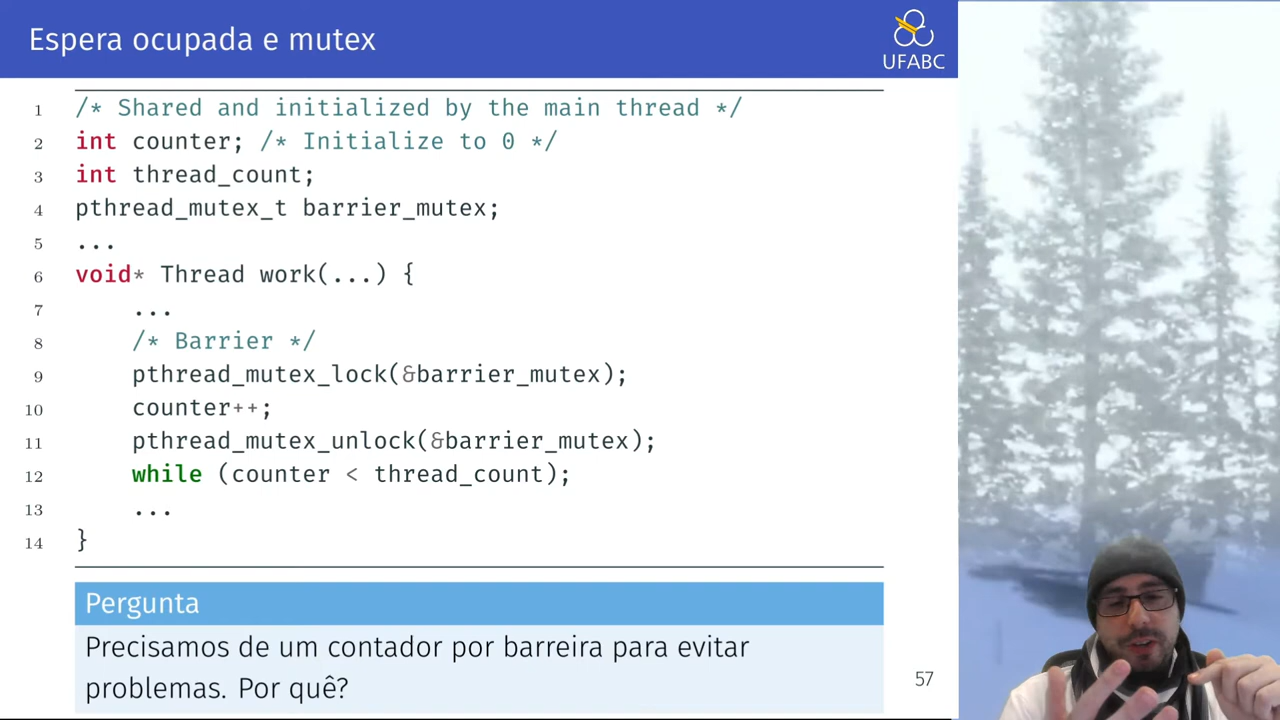 Espera ocupada e mutex
UFABC
1 /* Shared and initialized by the main thread */
2 int counter; /* Initialize to 0 */
3 int thread_count;
4 pthread_mutex_t barrier_mutex;
5 ...
6 void* Thread work(...) {
7 ...
8 /* Barrier */
9 pthread_mutex_lock(&barrier_mutex);
10 counter++;
11 pthread_mutex_unlock(&barrier_mutex);
12 while (counter < thread_count);
13 ...
14 }
Pergunta
Precisamos de um contador por barreira para evitar
problemas. Por quê?
57